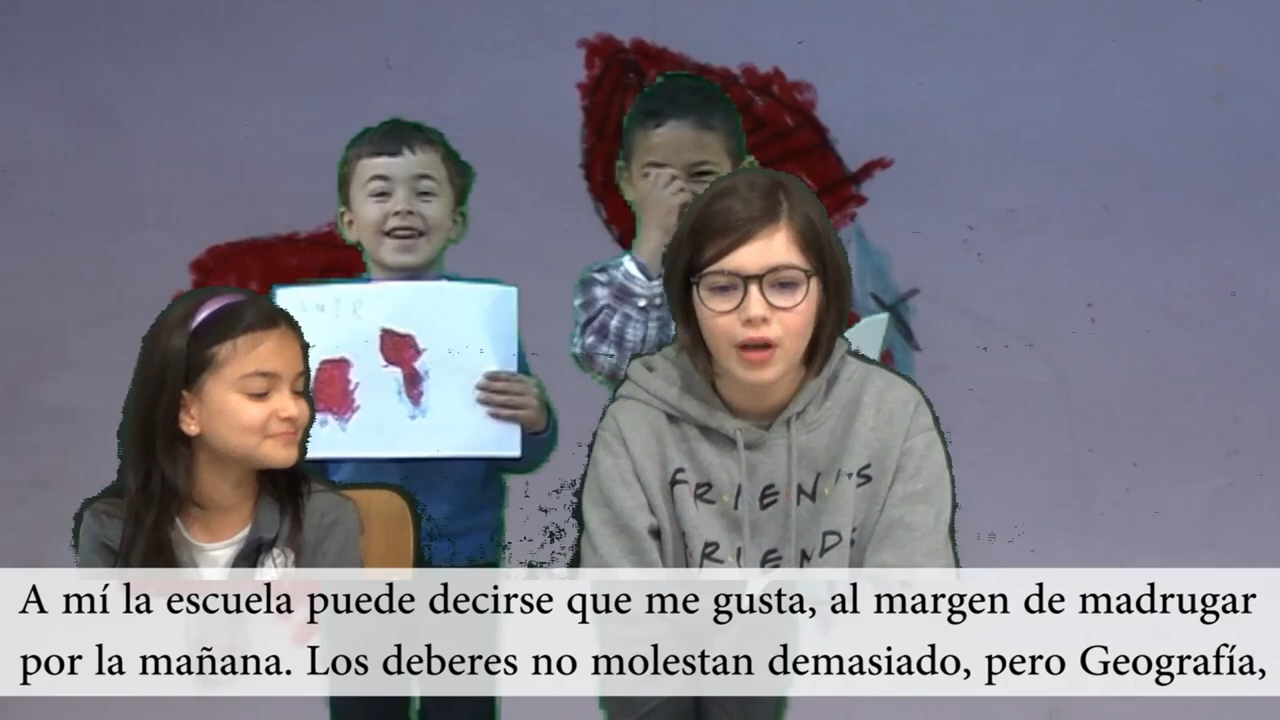 FRIENDS
FRIENDS
A mí la escuela puede decirse que me gusta, al margen de madrugar
por la mañana. Los deberes no molestan demasiado, pero Geografía,